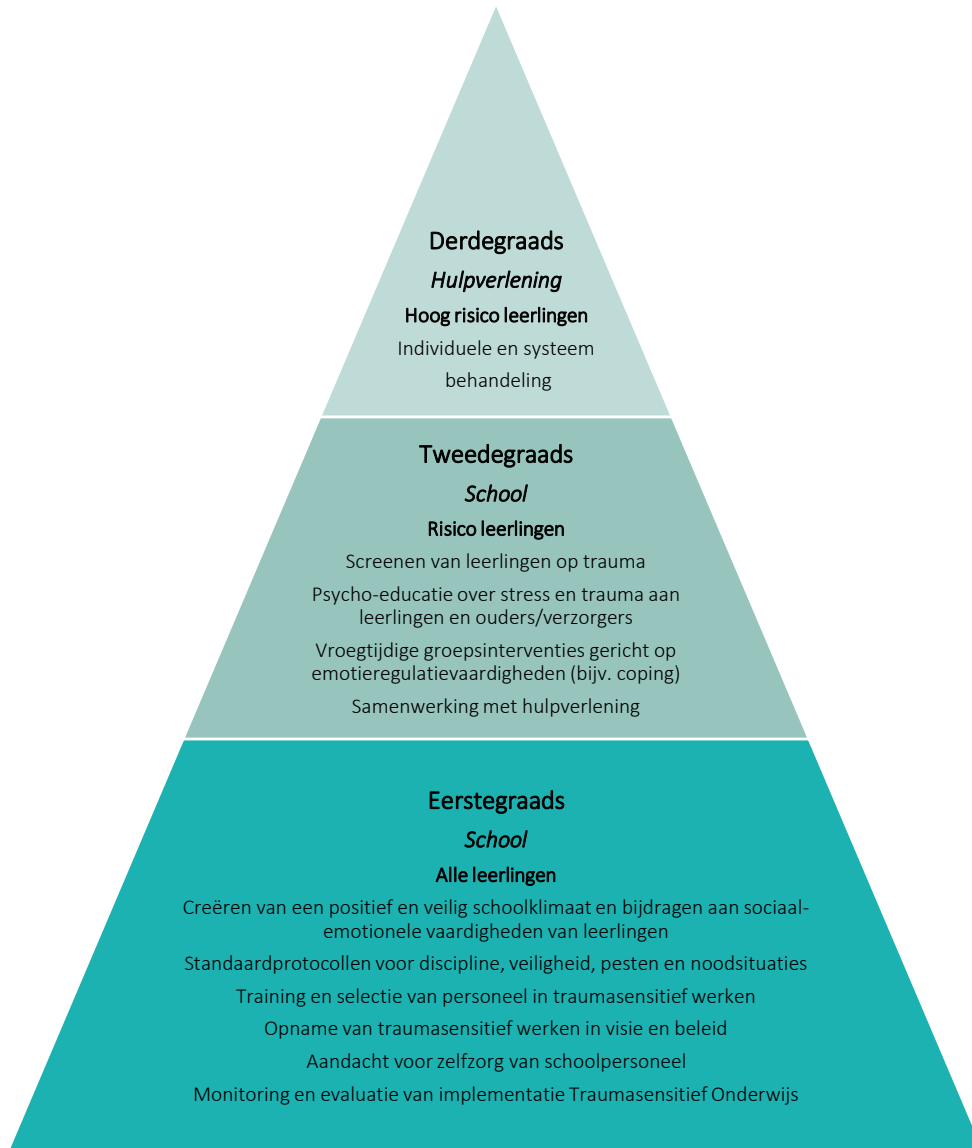 Derdegraads
Hulpverlening
Hoog risico leerlingen
Individuele en systeem
behandeling
Tweedegraads
School
Risico leerlingen
Screenen van leerlingen op trauma
Psycho-educatie over stress en trauma aan
leerlingen en ouders/verzorgers
Vroegtijdige groepsinterventies gericht op
emotieregulatievaardigheden (bijv. coping)
Samenwerking met hulpverlening
Eerstegraads
School
Alle leerlingen
Creëren van een positief en veilig schoolklimaat en bijdragen aan sociaal-
emotionele vaardigheden van leerlingen
Standaardprotocollen voor discipline, veiligheid, pesten en noodsituaties
Training en selectie van personeel in traumasensitief werken
Opname van traumasensitief werken in visie en beleid
Aandacht voor zelfzorg van schoolpersoneel
Monitoring en evaluatie van implementatie Traumasensitief Onderwijs